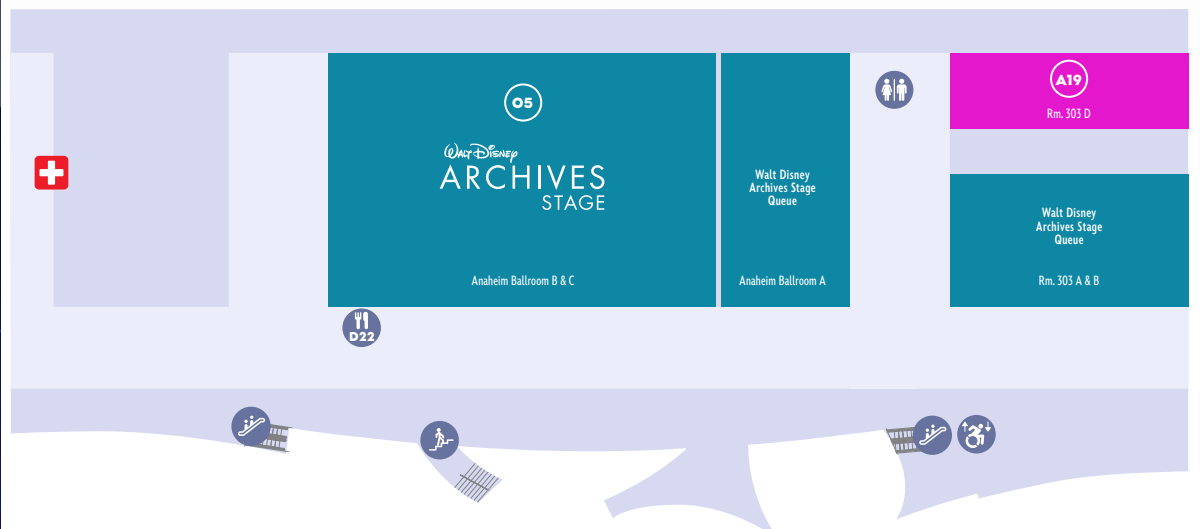 O5
Walt Disney
ARCHIVES
STAGE
Anaheim Ballroom B & C
Walt Disney
Archives Stage
Queue
Anaheim Ballroom A
A19
Rm. 303 D
Walt Disney
Archives Stage
Queue
Rm. 303 A & B
D22